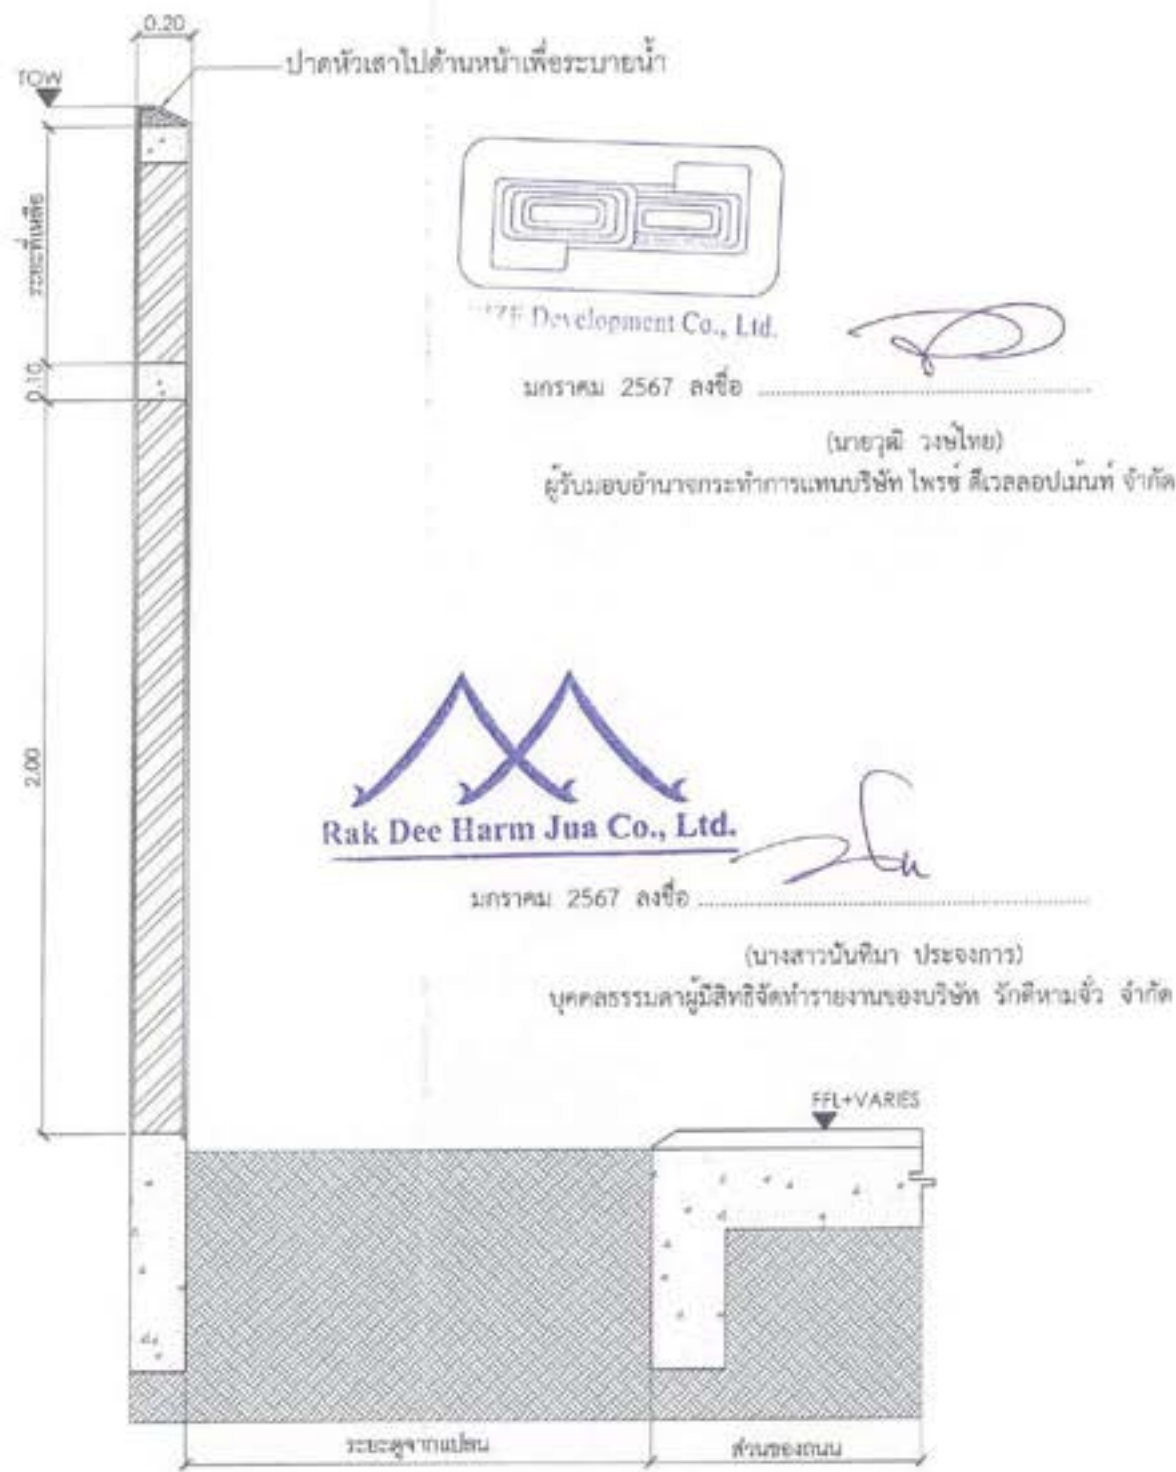 0.20
ปาดหัวเสาไปด้านหน้าเพื่อระบายน้ำ
TOW
ระยะที่เหลือ
0.10
2.00
Development Co., Ltd.
มกราคม 2567 ลงชื่อ
(นายวุฒิ วงษ์ไทย)
ผู้รับมอบอำนาจกระทำการแทนบริษัท ไพรซ์ ดีเวลลอปเม้นท์ จำกัด
Rak Dee Harm Jua Co., Ltd.
มกราคม 2567 ลงชื่อ
(นางสาวนันทิมา ประจงการ)
บุคคลธรรมดาผู้มีสิทธิจัดทำรายงานของบริษัท รักดีหามจั่ว จำกัด
FFL+VARIES
ระยะดูจากแปลน
ส่วนของถนน